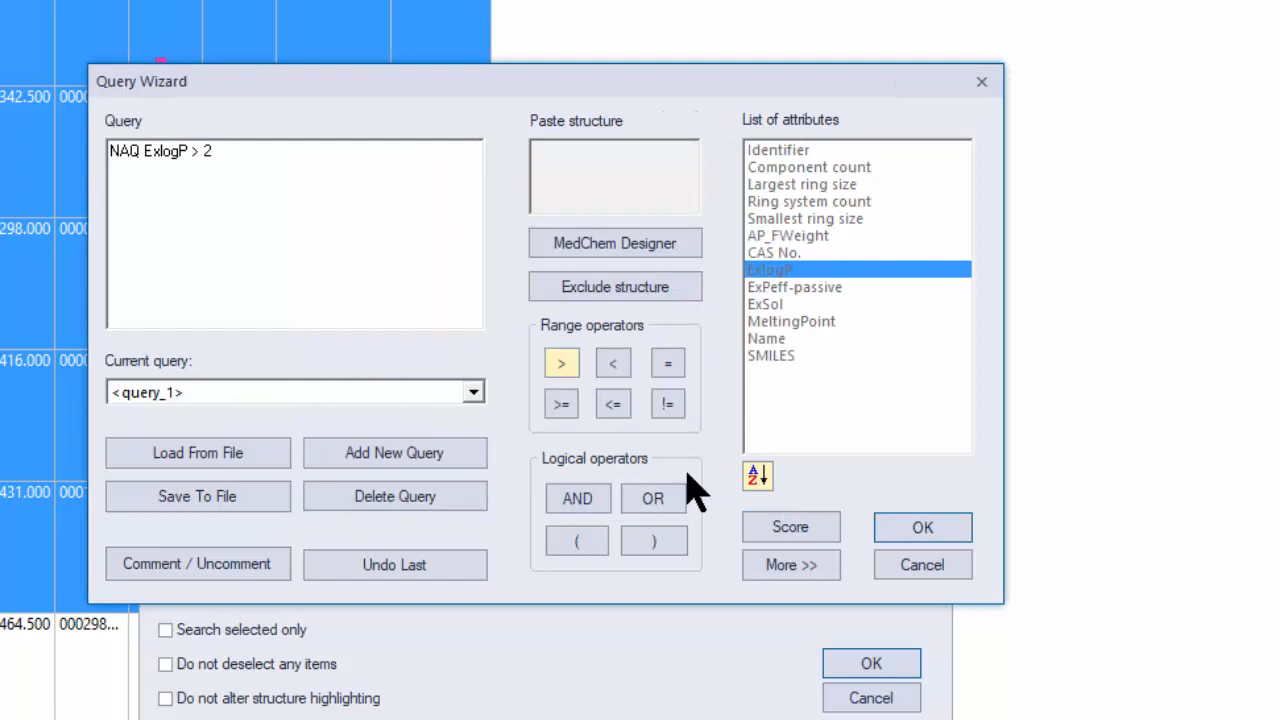 342.500 0000
298.000 0000
416.000 0000
431.000
464.500 000298...
Query Wizard
Query
NAQ ExlogP > 2
Current query:
<query_1>
Load From File
Add New Query
Save To File
Delete Query
Comment / Uncomment
Undo Last
Paste structure
MedChem Designer
Exclude structure
Range operators
> < =
>= <= !=
Logical operators
AND OR
( )
List of attributes
Identifier
Component count
Largest ring size
Ring system count
Smallest ring size
AP_FWeight
CAS No.
ExlogP
ExPeff-passive
ExSol
MeltingPoint
Name
SMILES
AZ
Score
OK
More >>
Cancel
Search selected only
Do not deselect any items
Do not alter structure highlighting
OK
Cancel